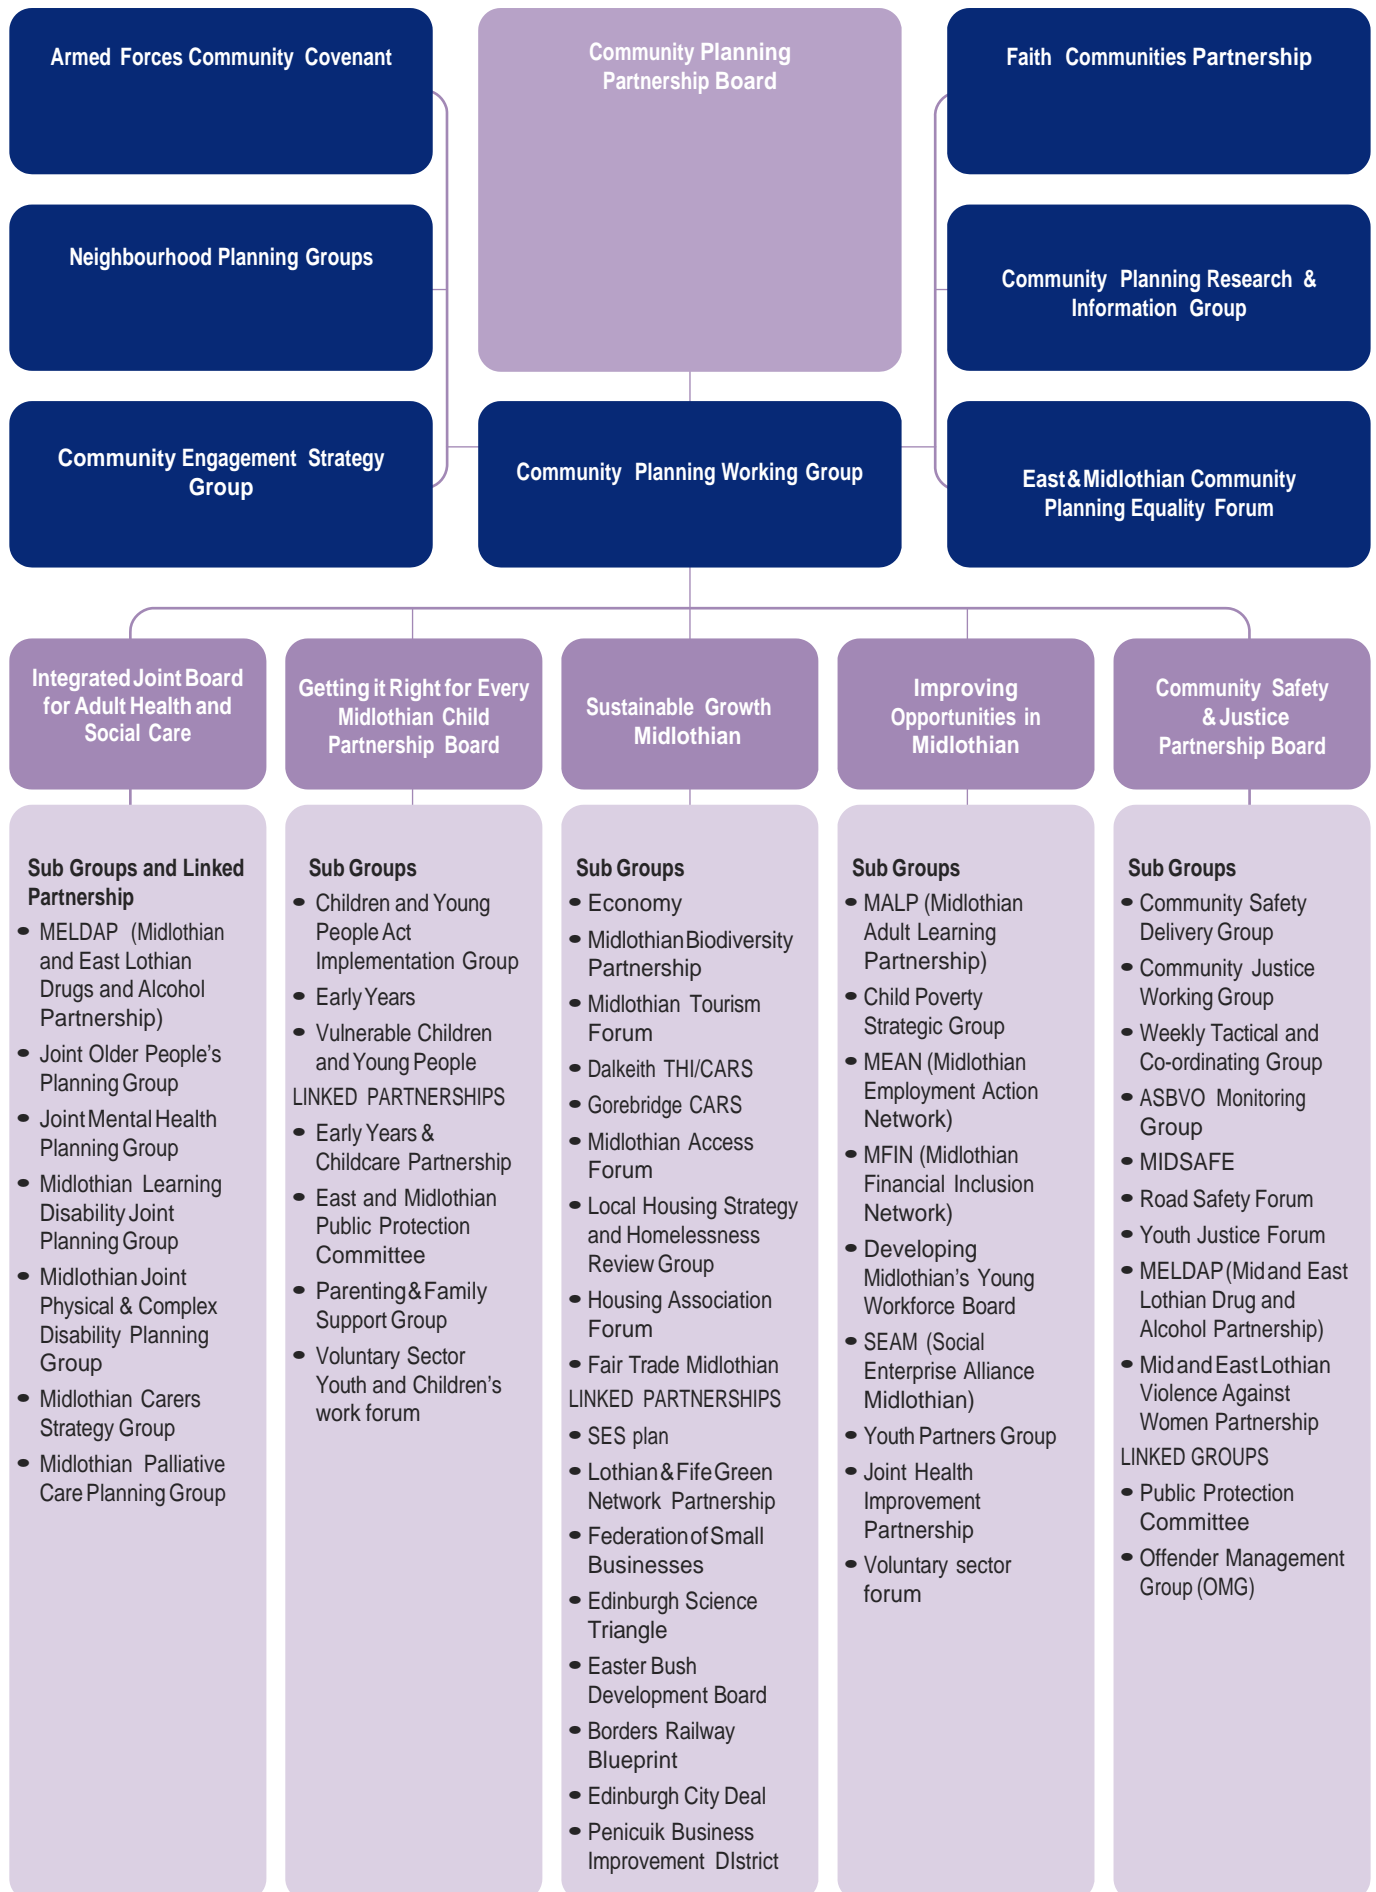 Armed Forces Community Covenant
Community Planning
Partnership Board
Faith Communities Partnership
Neighbourhood Planning Groups
Community Planning Research &
Information Group
Community Engagement Strategy
Group
Community Planning Working Group
East & Midlothian Community
Planning Equality Forum
Integrated Joint Board
for Adult Health and
Social Care
Getting it Right for Every
Midlothian Child
Partnership Board
Sustainable Growth
Midlothian
Improving
Opportunities in
Midlothian
Community Safety
& Justice
Partnership Board
Sub Groups and Linked
Partnership
• MELDAP (Midlothian
and East Lothian
Drugs and Alcohol
Partnership)
• Joint Older People’s
Planning Group
• Joint Mental Health
Planning Group
• Midlothian Learning
Disability Joint
Planning Group
• Midlothian Joint
Physical & Complex
Disability Planning
Group
• Midlothian Carers
Strategy Group
• Midlothian Palliative
Care Planning Group
Sub Groups
• Children and Young
People Act
Implementation Group
• Early Years
• Vulnerable Children
and Young People
LINKED PARTNERSHIPS
• Early Years &
Childcare Partnership
• East and Midlothian
Public Protection
Committee
• Parenting & Family
Support Group
• Voluntary Sector
Youth and Children’s
work forum
Sub Groups
• Economy
• Midlothian Biodiversity
Partnership
• Midlothian Tourism
Forum
• Dalkeith THI/CARS
• Gorebridge CARS
• Midlothian Access
Forum
• Local Housing Strategy
and Homelessness
Review Group
• Housing Association
Forum
• Fair Trade Midlothian
LINKED PARTNERSHIPS
• SES plan
• Lothian & Fife Green
Network Partnership
• Federation of Small
Businesses
• Edinburgh Science
Triangle
• Easter Bush
Development Board
• Borders Railway
Blueprint
• Edinburgh City Deal
• Penicuik Business
Improvement DIstrict
Sub Groups
• MALP (Midlothian
Adult Learning
Partnership)
• Child Poverty
Strategic Group
• MEAN (Midlothian
Employment Action
Network)
• MFIN (Midlothian
Financial Inclusion
Network)
• Developing
Midlothian’s Young
Workforce Board
• SEAM (Social
Enterprise Alliance
Midlothian)
• Youth Partners Group
• Joint Health
Improvement
Partnership
• Voluntary sector
forum
Sub Groups
• Community Safety
Delivery Group
• Community Justice
Working Group
• Weekly Tactical and
Co-ordinating Group
• ASBVO Monitoring
Group
• MIDSAFE
• Road Safety Forum
• Youth Justice Forum
• MELDAP (Mid and East
Lothian Drug and
Alcohol Partnership)
• Mid and East Lothian
Violence Against
Women Partnership
LINKED GROUPS
• Public Protection
Committee
• Offender Management
Group (OMG)